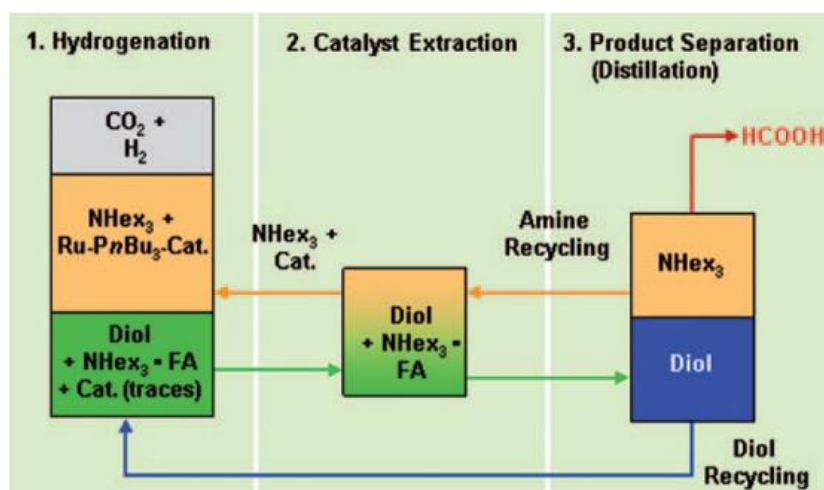 1. Hydrogenation
2. Catalyst Extraction
3. Product Separation
(Distillation)
CO₂ +
H₂
NHex₃ +
Ru-PnBu₃-Cat.
Diol
+ NHex₃ - FA
+ Cat. (traces)
NHex₃ +
Cat.
Diol
+ NHex₃ -
FA
Amine
Recycling
HCOOH
NHex₃
Diol
Diol
Recycling